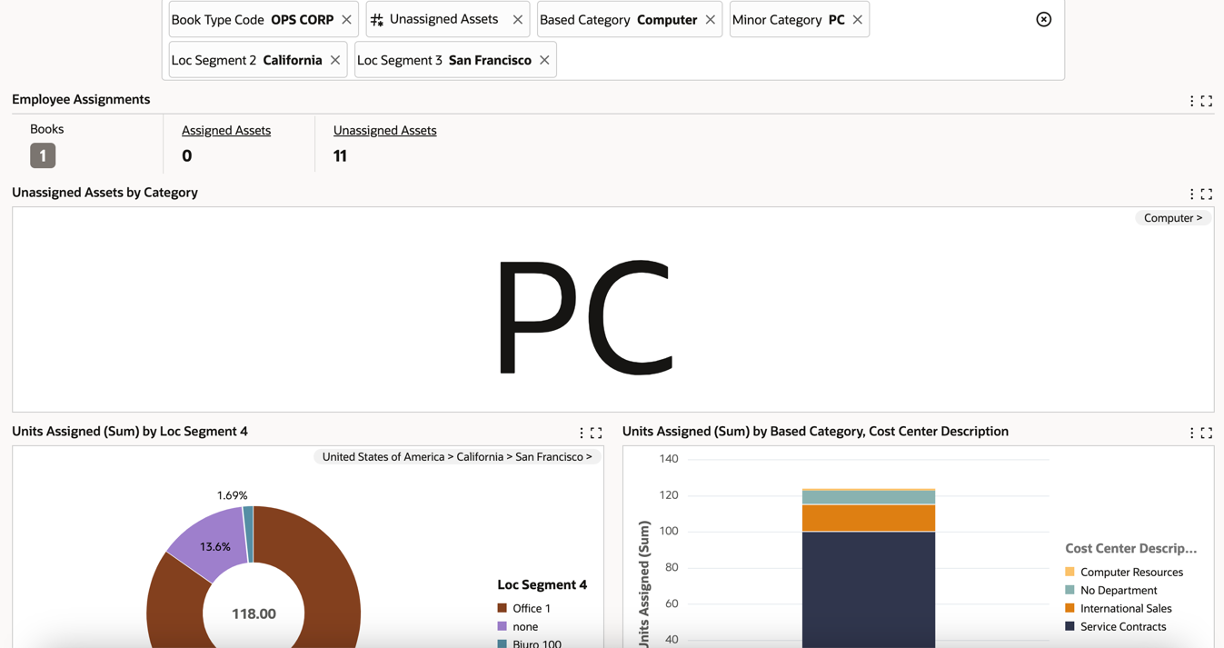 Book Type Code OPS CORP
Unassigned Assets
Based Category Computer
Minor Category PC
Loc Segment 2 California
Loc Segment 3 San Francisco
Employee Assignments
Books
1
Assigned Assets
0
Unassigned Assets
11
Unassigned Assets by Category
Computer >
PC
Units Assigned (Sum) by Loc Segment 4
United States of America > California > San Francisco >
1.69%
13.6%
118.00
Loc Segment 4
Office 1
none
Biuro 100
Units Assigned (Sum) by Based Category, Cost Center Description
140
120
100
80
60
40
Units Assigned (Sum)
Cost Center Descrip...
Computer Resources
No Department
International Sales
Service Contracts